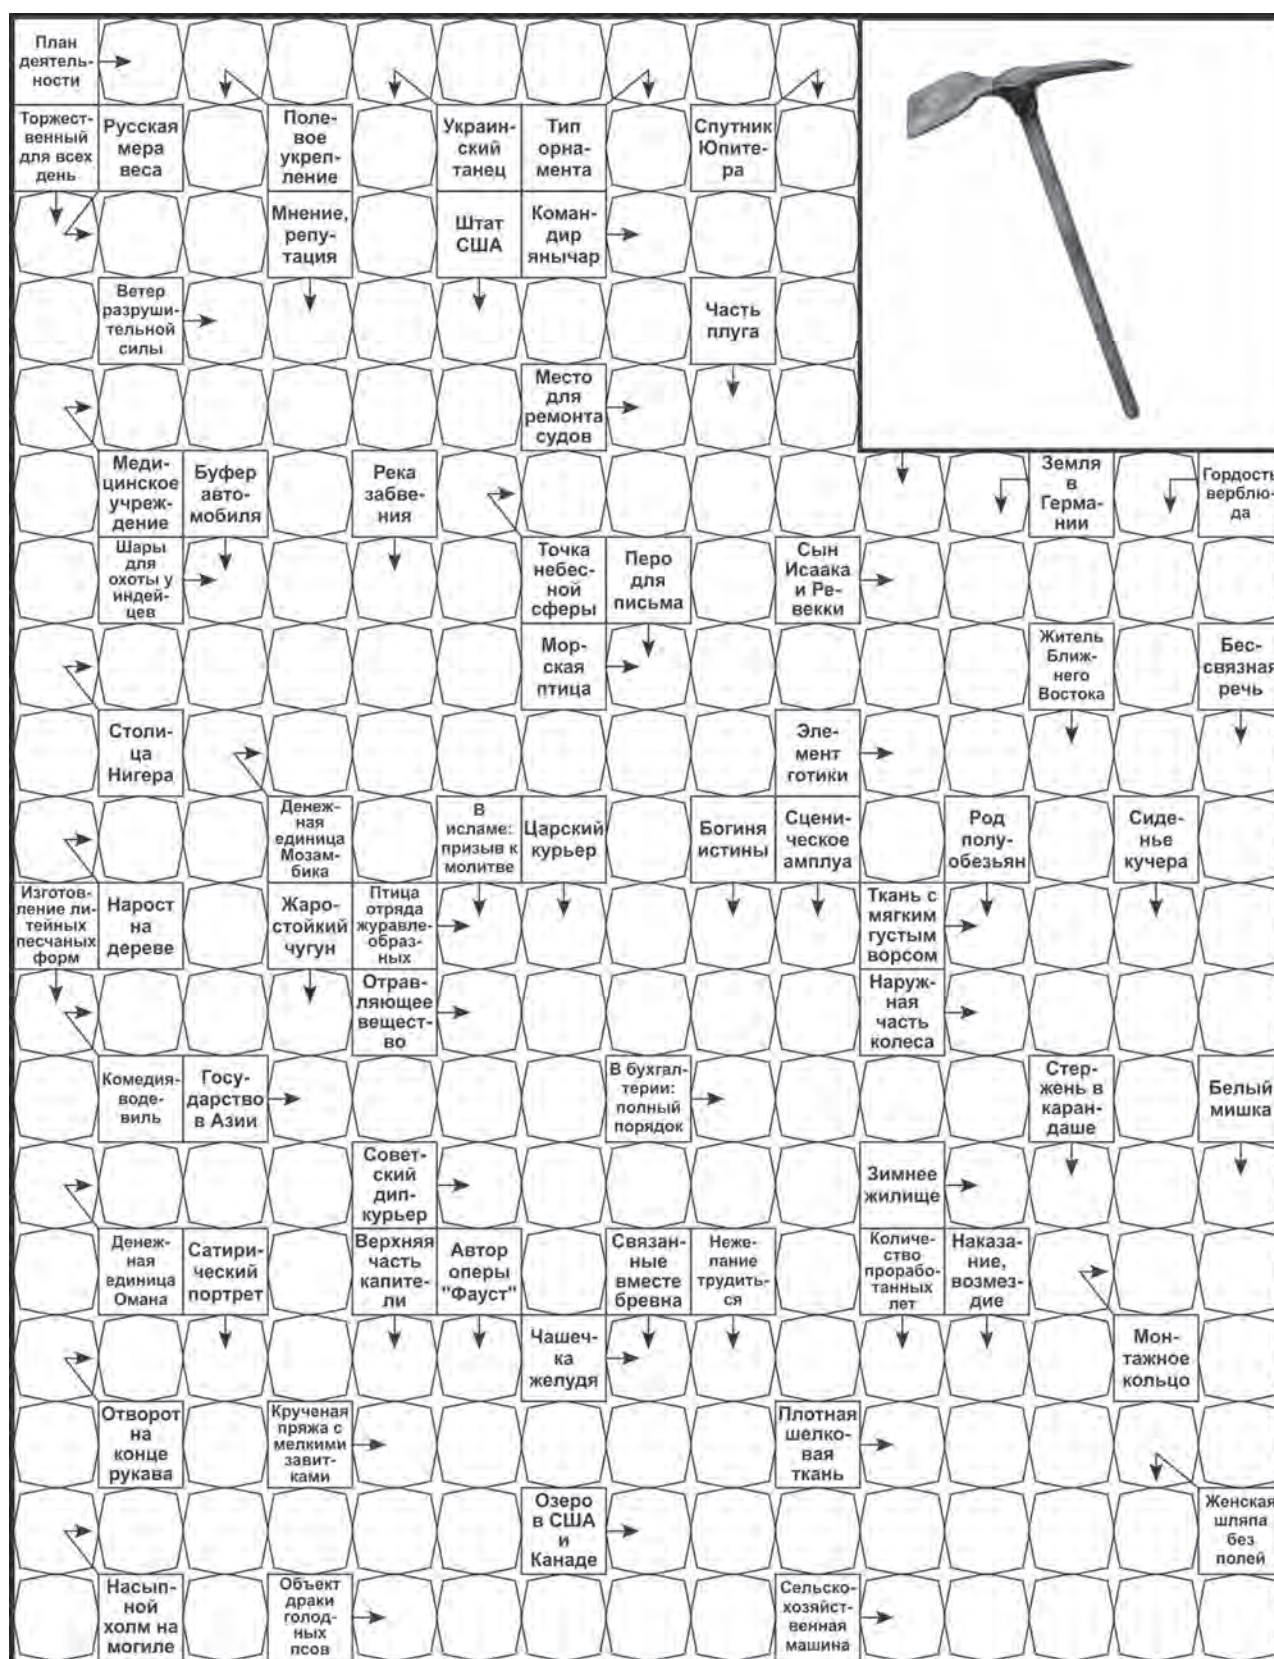 План
деятель-
ности
Торжест-
венный
для всех
день
Русская
мера
веса
Поле-
вое
укреп-
ление
Украин-
ский
танец
Тип
орна-
мента
Спутник
Юпите-
ра
Мнение,
репу-
тация
Штат
США
Коман-
дир
янычар
Ветер
разруши-
тельной
силы
Часть
плуга
Место
для
ремонта
судов
Меди-
цинское
учреж-
дение
Буфер
авто-
мобиля
Река
забве-
ния
Земля
в
Герма-
нии
Гордость
верблю-
да
Шары
для
охоты у
индей-
цев
Точка
небес-
ной
сферы
Перо
для
письма
Сын
Исаака
и Ре-
векки
Мор-
ская
птица
Житель
Ближ-
него
Востока
Бес-
связная
речь
Столи-
ца
Нигера
Эле-
мент
готики
Денеж-
ная
единица
Мозам-
бика
В
исламе:
призыв к
молитве
Царский
курьер
Богиня
истины
Сцени-
ческое
амплуа
Род
полу-
обезьян
Сиде-
нье
кучера
Изготов-
ление ли-
тейных
песчаных
форм
Нарост
на
дереве
Жаро-
стойкий
чугун
Птица
отряда
журавле-
образ-
ных
Ткань с
мягким
густым
ворсом
Отрав-
ляющее
вещест-
во
Наруж-
ная
часть
колеса
Комедия-
воде-
виль
Госу-
дарство
в Азии
В бухгал-
терии:
полный
порядок
Стер-
жень в
каран-
даше
Белый
мишка
Совет-
ский
дип-
курьер
Зимнее
жилище
Денеж-
ная
единица
Омана
Сатири-
ческий
портрет
Верхняя
часть
капите-
ли
Автор
оперы
"Фауст"
Связан-
ные
вместе
бревна
Неже-
лание
трудить-
ся
Количе-
ство
прорабо-
танных
лет
Наказа-
ние,
возмез-
дие
Чашеч-
ка
желудя
Мон-
тажное
кольцо
Отворот
на
конце
рукава
Крученая
пряжа с
мелкими
завит-
ками
Плотная
шелко-
вая
ткань
Озеро
в США
и
Канаде
Женская
шляпа
без
полей
Насып-
ной
холм на
могиле
Объект
драки
голод-
ных
псов
Сельско-
хозяйст-
венная
машина